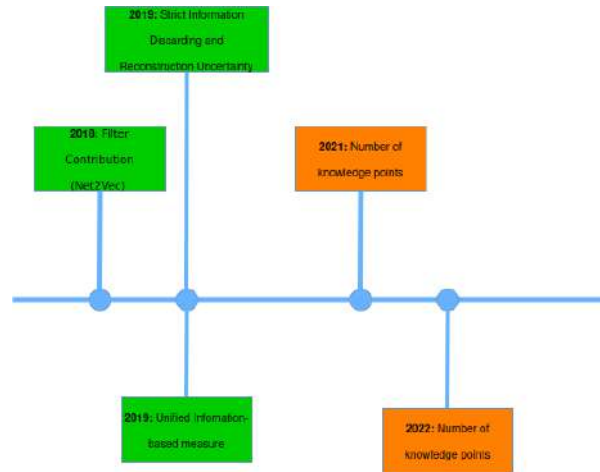 2019: Strict Information
Discarding and
Reconstruction Uncertainty
2018: Filter
Contribution
(Net2Vec)
2021: Number of
knowledge points
2019: Unified Infomation-
based measure
2022: Number of
knowledge points